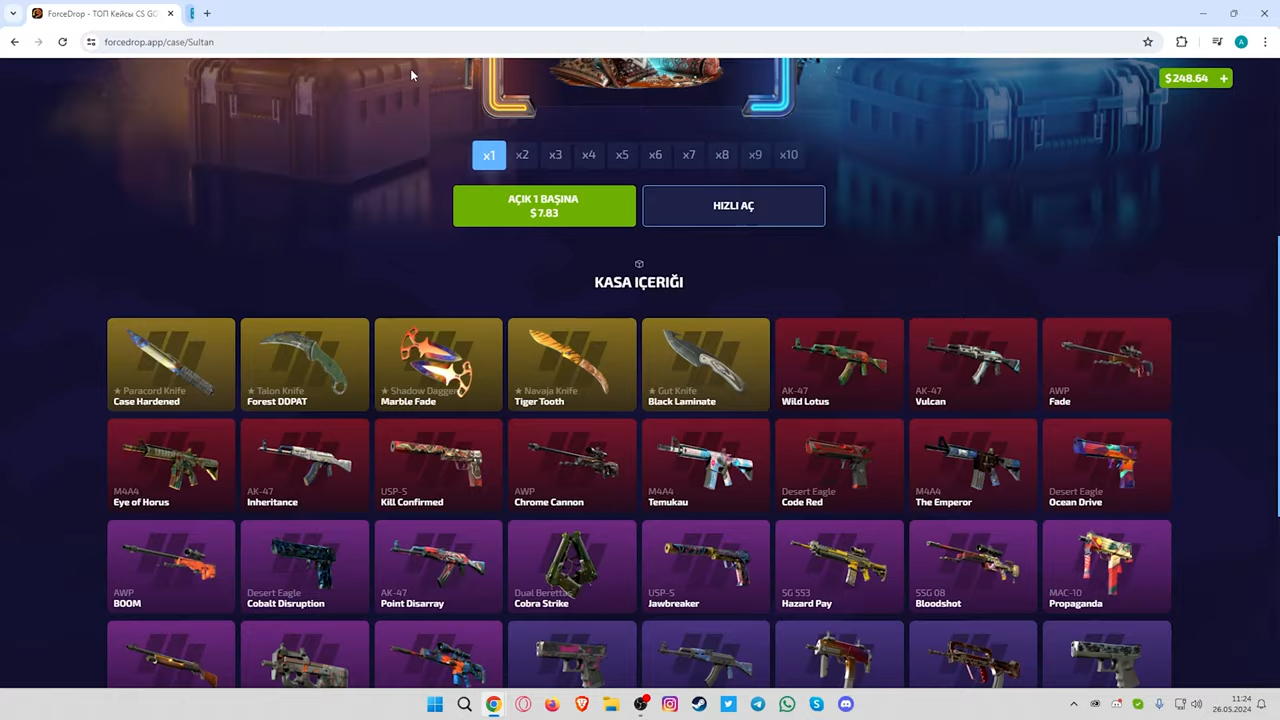 ForceDrop - ТОП Кейсы CS GO
forcedrop.app/case/Sultan
A
$248.64 +
x1 x2 x3 x4 x5 x6 x7 x8 x9 x10
AÇIK 1 BAŞINA
$7.83
HIZLI AÇ
KASA IÇERIĞI
★ Paracord Knife
Case Hardened
★ Talon Knife
Forest DDPAT
★ Shadow Dagger
Marble Fade
★ Navaja Knife
Tiger Tooth
★ Gut Knife
Black Laminate
AK-47
Wild Lotus
AK-47
Vulcan
AWP
Fade
M4A4
Eye of Horus
AK-47
Inheritance
USP-S
Kill Confirmed
AWP
Chrome Cannon
M4A4
Temukau
Desert Eagle
Code Red
M4A4
The Emperor
Desert Eagle
Ocean Drive
AWP
BOOM
Desert Eagle
Cobalt Disruption
AK-47
Point Disarray
Dual Berettas
Cobra Strike
USP-S
Jawbreaker
SG 553
Hazard Pay
SSG 08
Bloodshot
MAC-10
Propaganda
11:24
26.05.2024